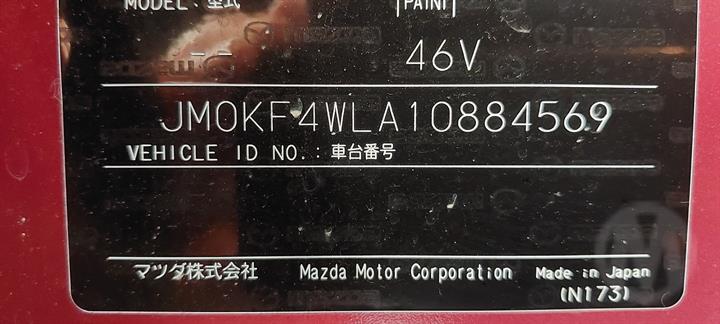 MODEL : 型式 PAINT
-- 46V
JM0KF4WLA10884569
VEHICLE ID NO. : 車台番号
マツダ株式会社 Mazda Motor Corporation Made in Japan
(N173)